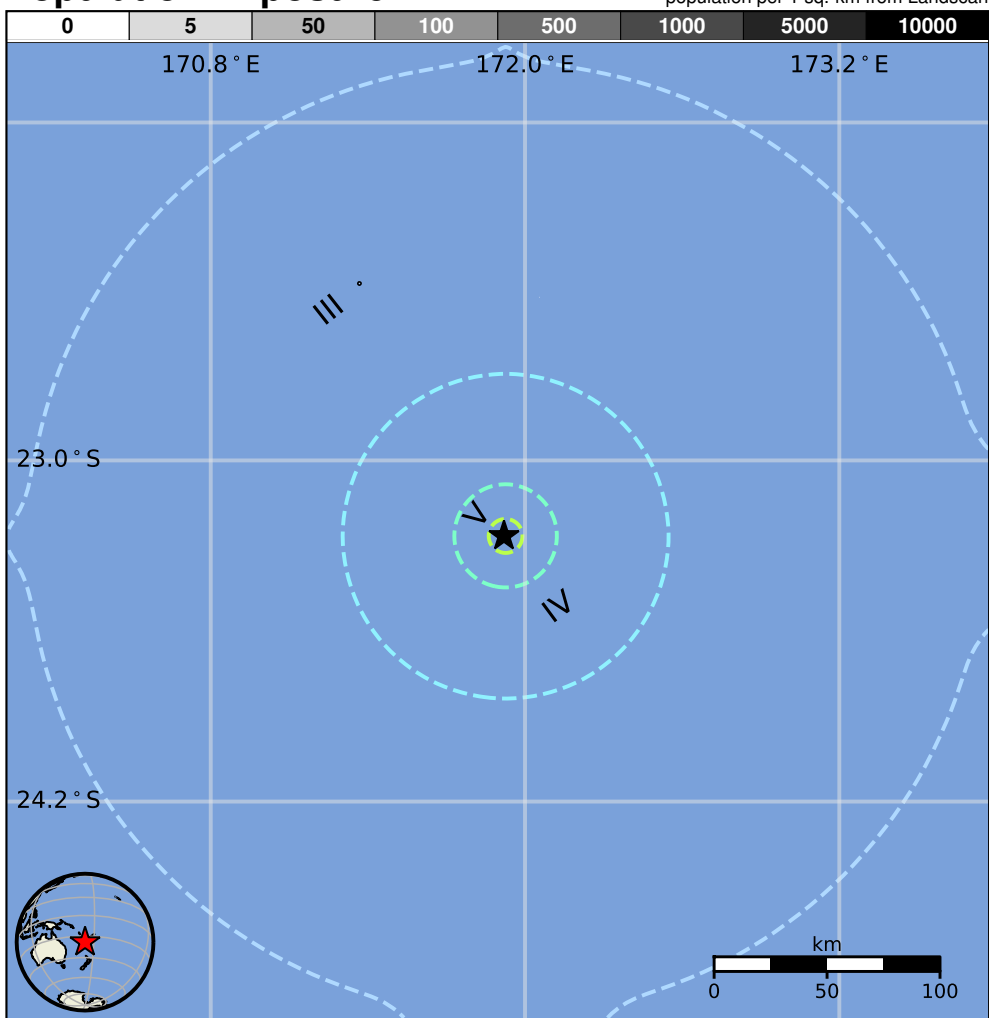 population per 1 sq. km from Landscan
0 5 50 100 500 1000 5000 10000
170.8°E 172.0°E 173.2°E
III
23.0°S
V
IV
24.2°S
km
0 50 100